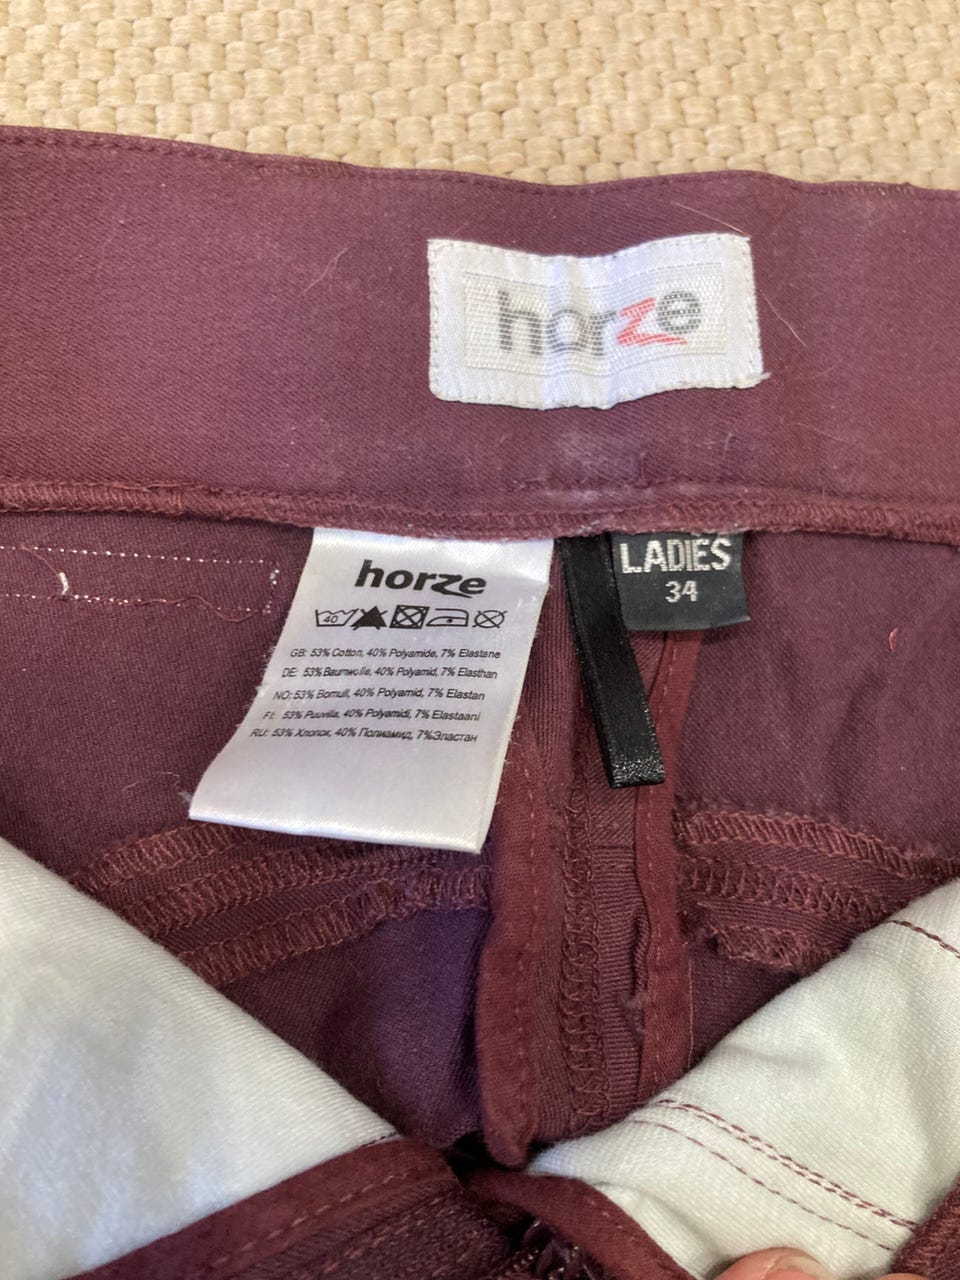 horze
horze
LADIES
34
40
GB: 53% Cotton, 40% Polyamide, 7% Elastane
DE: 53% Baumwolle, 40% Polyamid, 7% Elasthan
NO: 53% Bomull, 40% Polyamid, 7% Elastan
FI: 53% Puuvilla, 40% Polyamidi, 7% Elastaani
RU: 53% Хлопок, 40% Полиамид, 7%Эластан